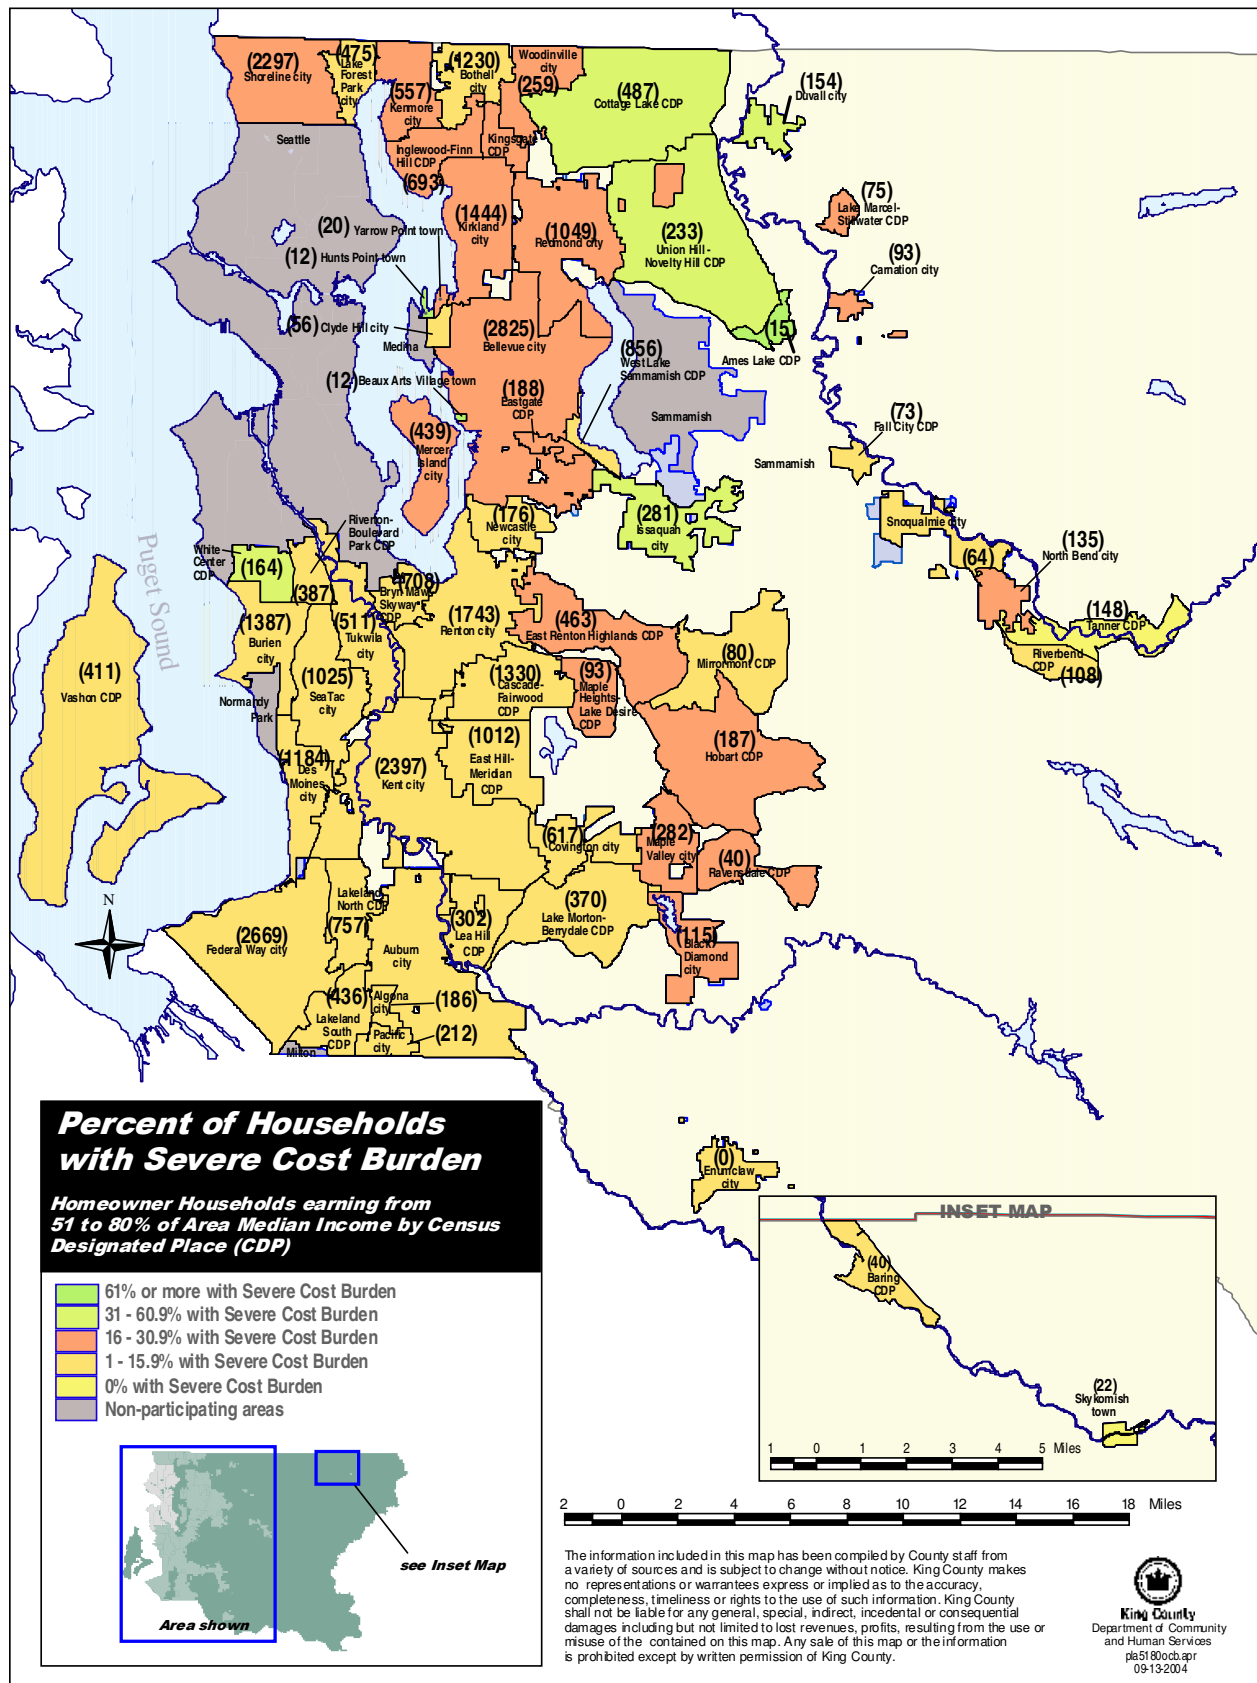 (2297)
Shoreline city
(475)
Lake
Forest
Park
city
(557)
Kenmore
city
(1230)
Bothell
city
Woodinville
city
(259)
(487)
Cottage Lake CDP
(154)
Duvall city
Seattle
Inglewood-Finn
Hill CDP
(693)
Kingsgate
CDP
(20) Yarrow Point town
(12) Hunts Point town
(1444)
Kirkland
city
(1049)
Redmond city
(233)
Union Hill-
Novelty Hill CDP
(75)
Lake Marcel-
Stillwater CDP
(93)
Carnation city
(56) Clyde Hill city
Medina
(2825)
Bellevue city
(15)
Ames Lake CDP
(856)
West Lake
Sammamish CDP
(12) Beaux Arts Village town
(188)
Eastgate
CDP
Sammamish
(439)
Mercer
Island
city
(73)
Fall City CDP
Sammamish
(176)
Newcastle
city
(281)
Issaquah
city
Snoqualmie city
(64)
(135)
North Bend city
(148)
Tanner CDP
Riverbend
CDP
(108)
Puget Sound
White
Center
CDP
(164)
Riverton-
Boulevard
Park CDP
(387)
(708)
Bryn Mawr-
Skyway
CDP
(1387)
Burien
city
(511)
Tukwila
city
(1743)
Renton city
(463)
East Renton Highlands CDP
(80)
Mirrormont CDP
(411)
Vashon CDP
(1025)
SeaTac
city
(1330)
Cascade-
Fairwood
CDP
(93)
Maple
Heights-
Lake Desire
CDP
Normandy
Park
(187)
Hobart CDP
(1184)
Des
Moines
city
(2397)
Kent city
(1012)
East Hill-
Meridian
CDP
(617)
Covington city
(282)
Maple
Valley city
(40)
Ravensdale CDP
Lakeland
North CDP
(757)
(2669)
Federal Way city
Auburn
city
(302)
Lea Hill
CDP
(370)
Lake Morton-
Berrydale CDP
(115)
Black
Diamond
city
N
(436)
Lakeland
South
CDP
Algona
city
(186)
Pacific
city
(212)
Milton
Percent of Households
with Severe Cost Burden
Homeowner Households earning from
51 to 80% of Area Median Income by Census
Designated Place (CDP)
61% or more with Severe Cost Burden
31 - 60.9% with Severe Cost Burden
16 - 30.9% with Severe Cost Burden
1 - 15.9% with Severe Cost Burden
0% with Severe Cost Burden
Non-participating areas
see Inset Map
Area shown
(0)
Enumclaw
city
INSET MAP
(40)
Baring
CDP
(22)
Skykomish
town
1 0 1 2 3 4 5 Miles
2 0 2 4 6 8 10 12 14 16 18 Miles
The information included in this map has been compiled by County staff from
a variety of sources and is subject to change without notice. King County makes
no representations or warrantees express or implied as to the accuracy,
completeness, timeliness or rights to the use of such information. King County
shall not be liable for any general, special, indirect, incedental or consequential
damages including but not limited to lost revenues, profits, resulting from the use or
misuse of the contained on this map. Any sale of this map or the information
is prohibited except by written permission of King County.
King County
Department of Community
and Human Services
pla5180ocb.apr
09-13-2004